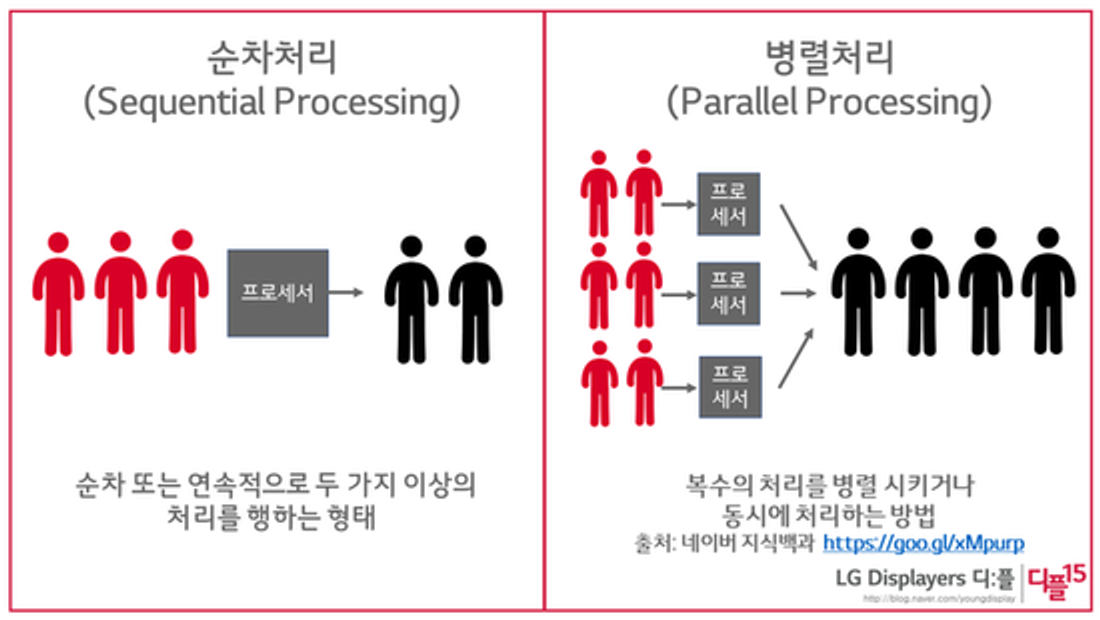 순차처리
(Sequential Processing)
프로세서
순차 또는 연속적으로 두 가지 이상의
처리를 행하는 형태
병렬처리
(Parallel Processing)
프로
세서
프로
세서
프로
세서
복수의 처리를 병렬 시키거나
동시에 처리하는 방법
출처: 네이버 지식백과 https://goo.gl/xMpurp
LG Displayers 디:플 디플15
http://blog.naver.com/youngdisplay